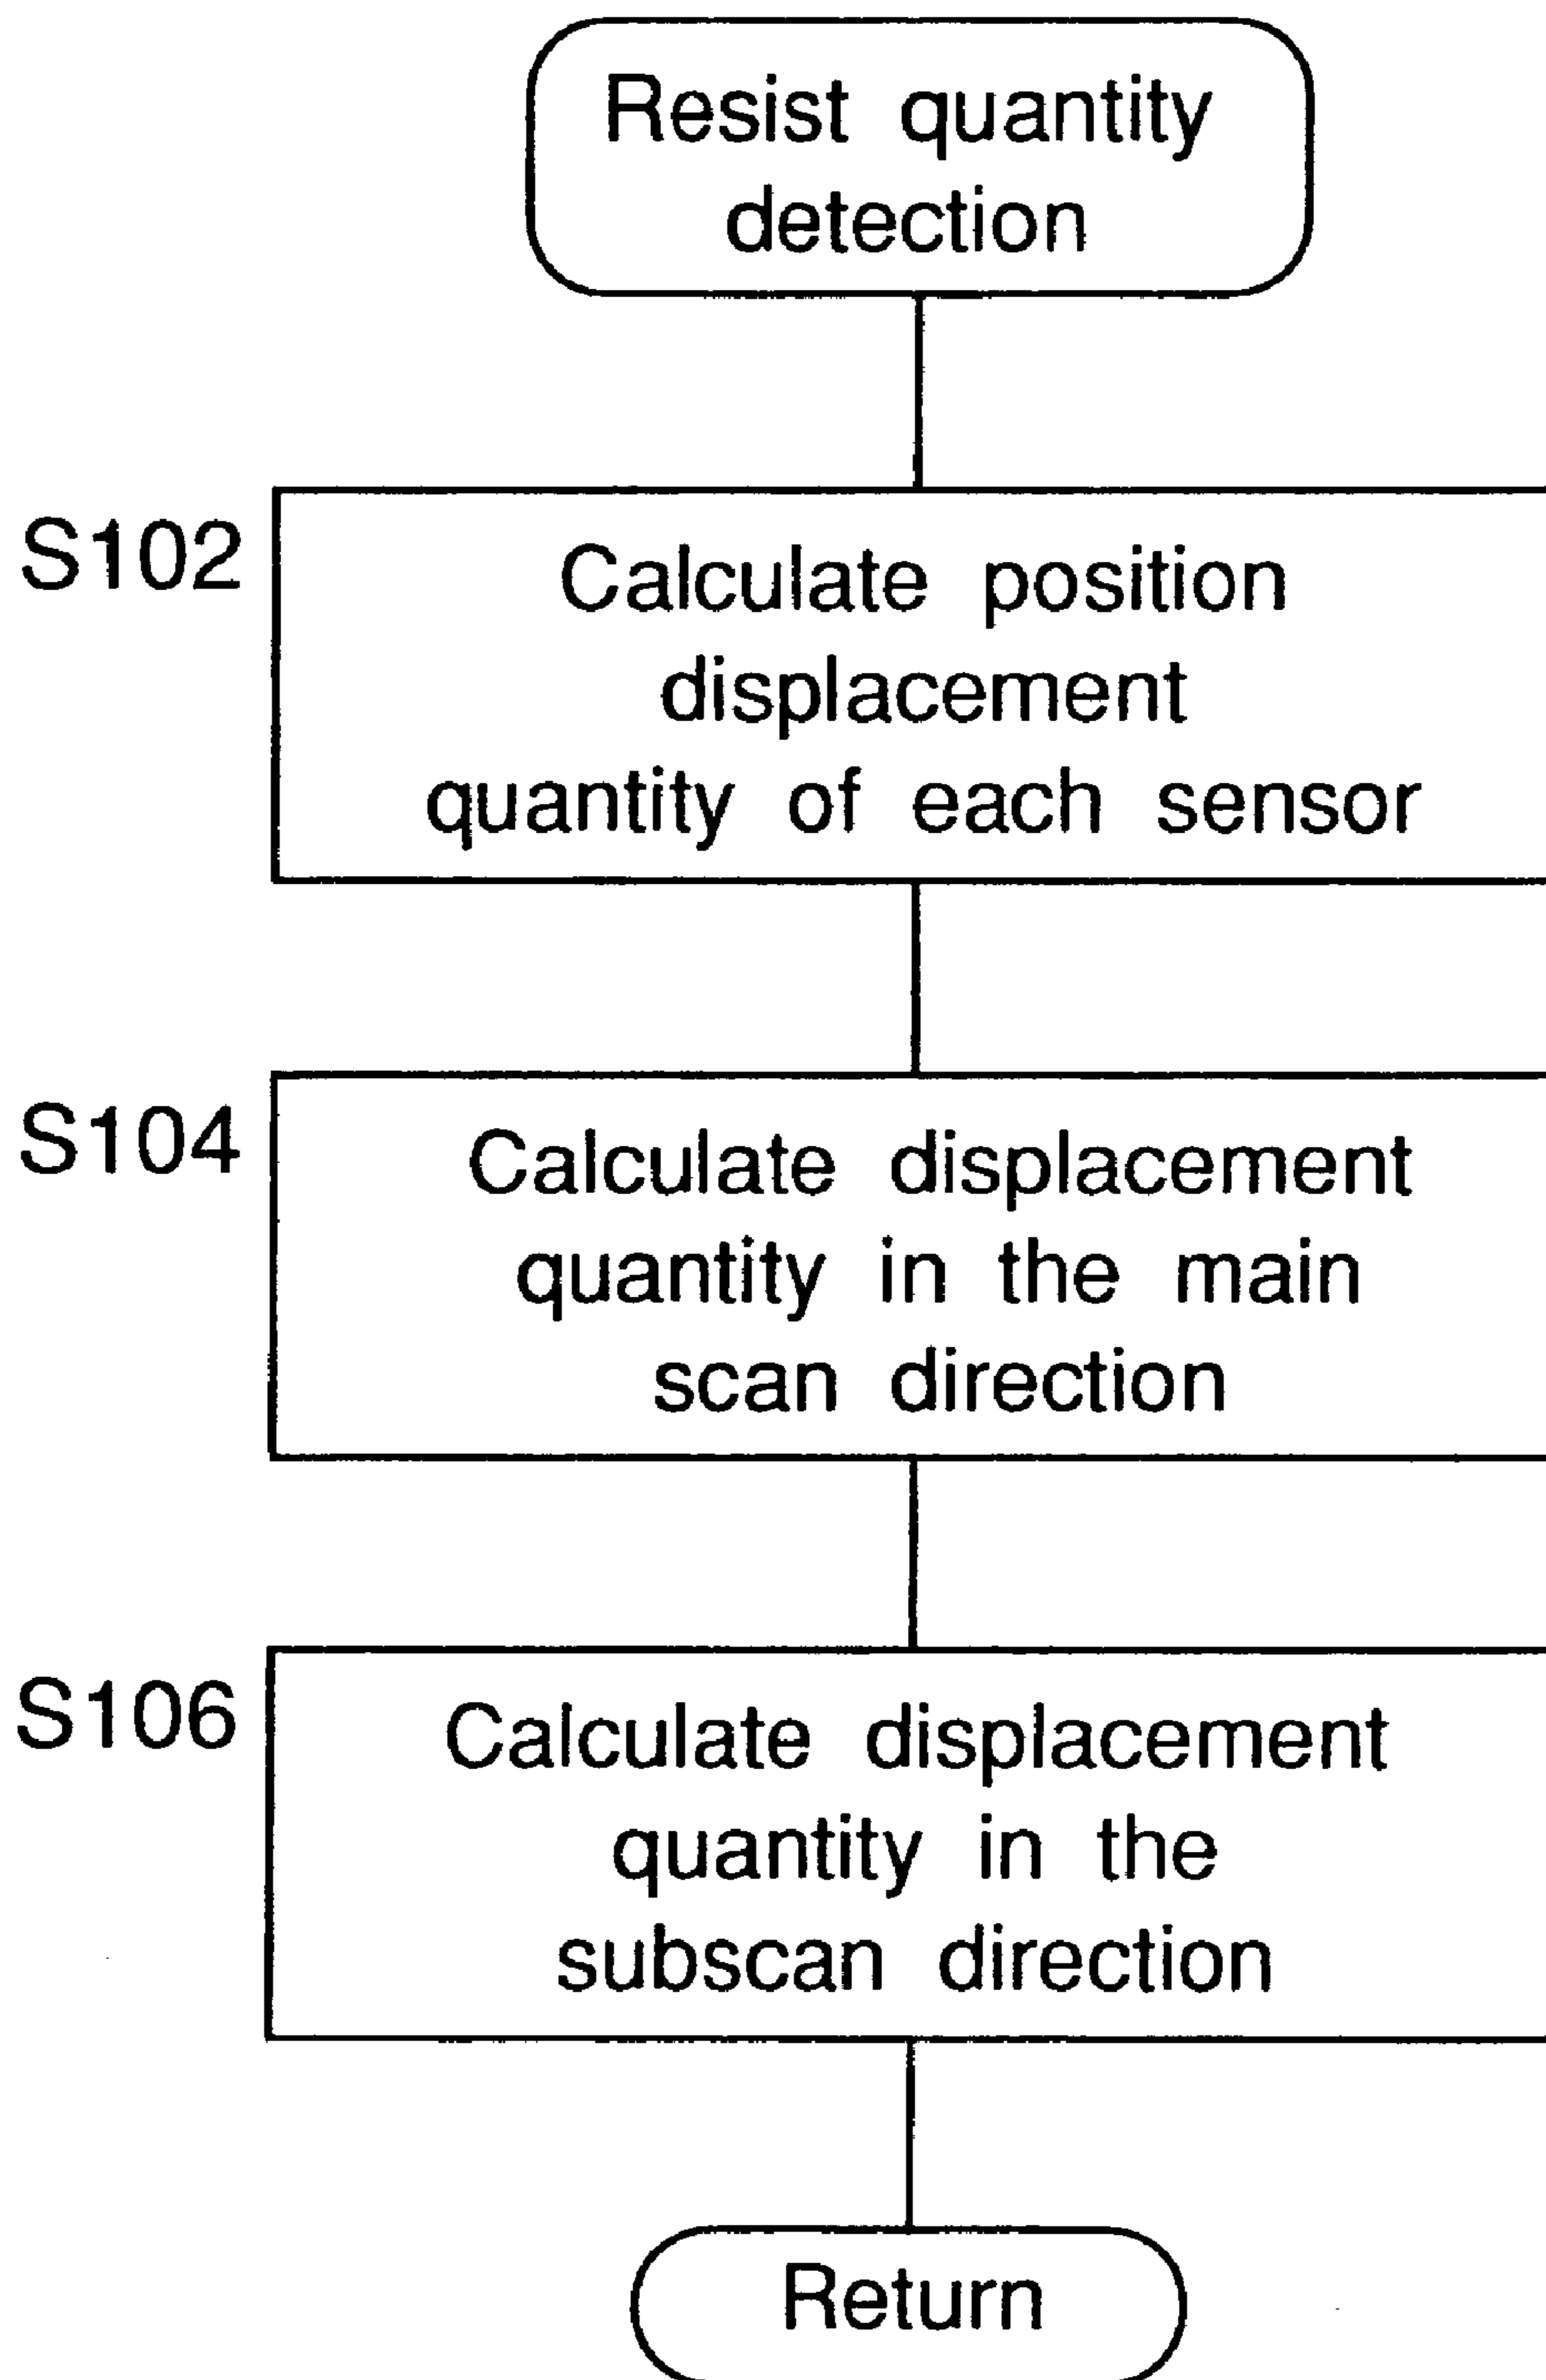 Resist quantity
detection
S102
Calculate position
displacement
quantity of each sensor
S104
Calculate displacement
quantity in the main
scan direction
S106
Calculate displacement
quantity in the
subscan direction
Return